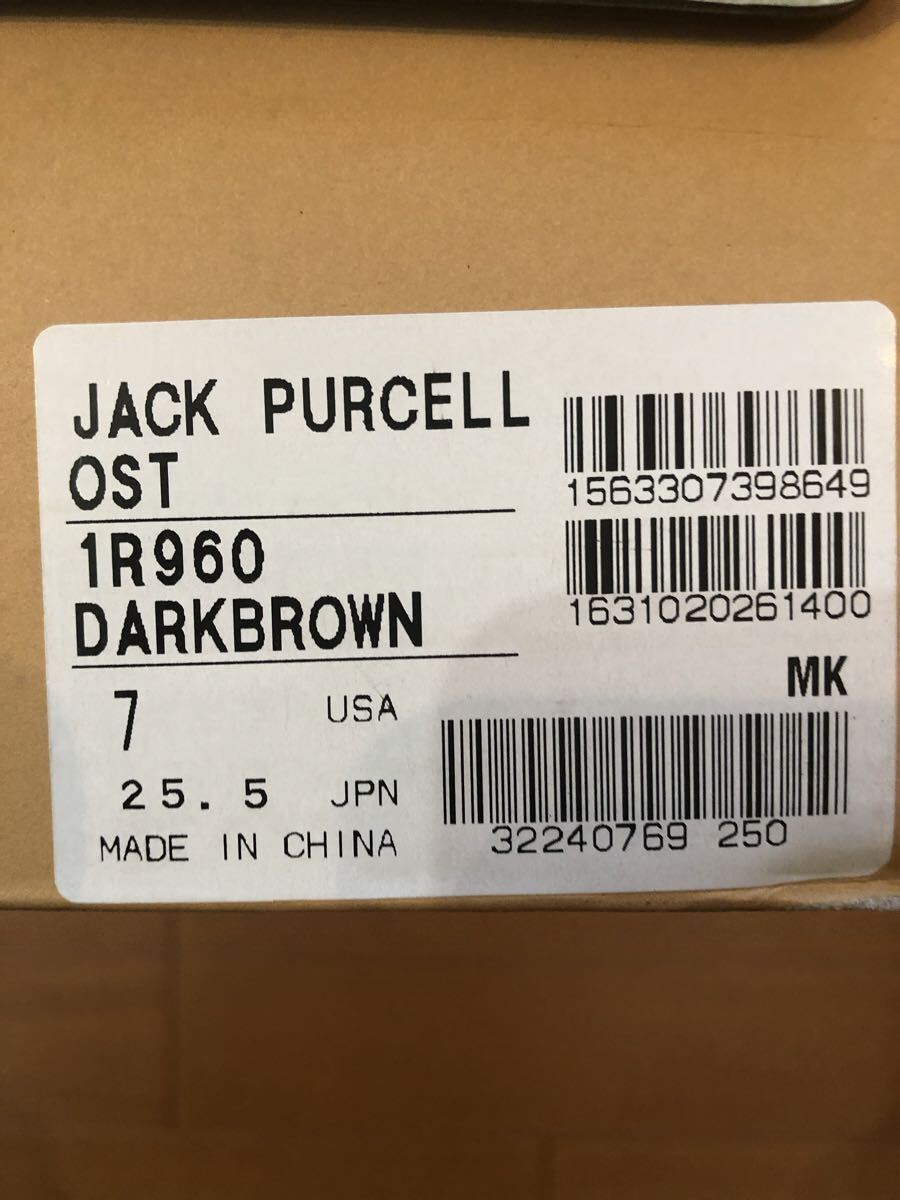 JACK PURCELL
OST
1R960
DARKBROWN
7 USA
25.5 JPN
MADE IN CHINA
1563307398649
1631020261400
MK
32240769 250